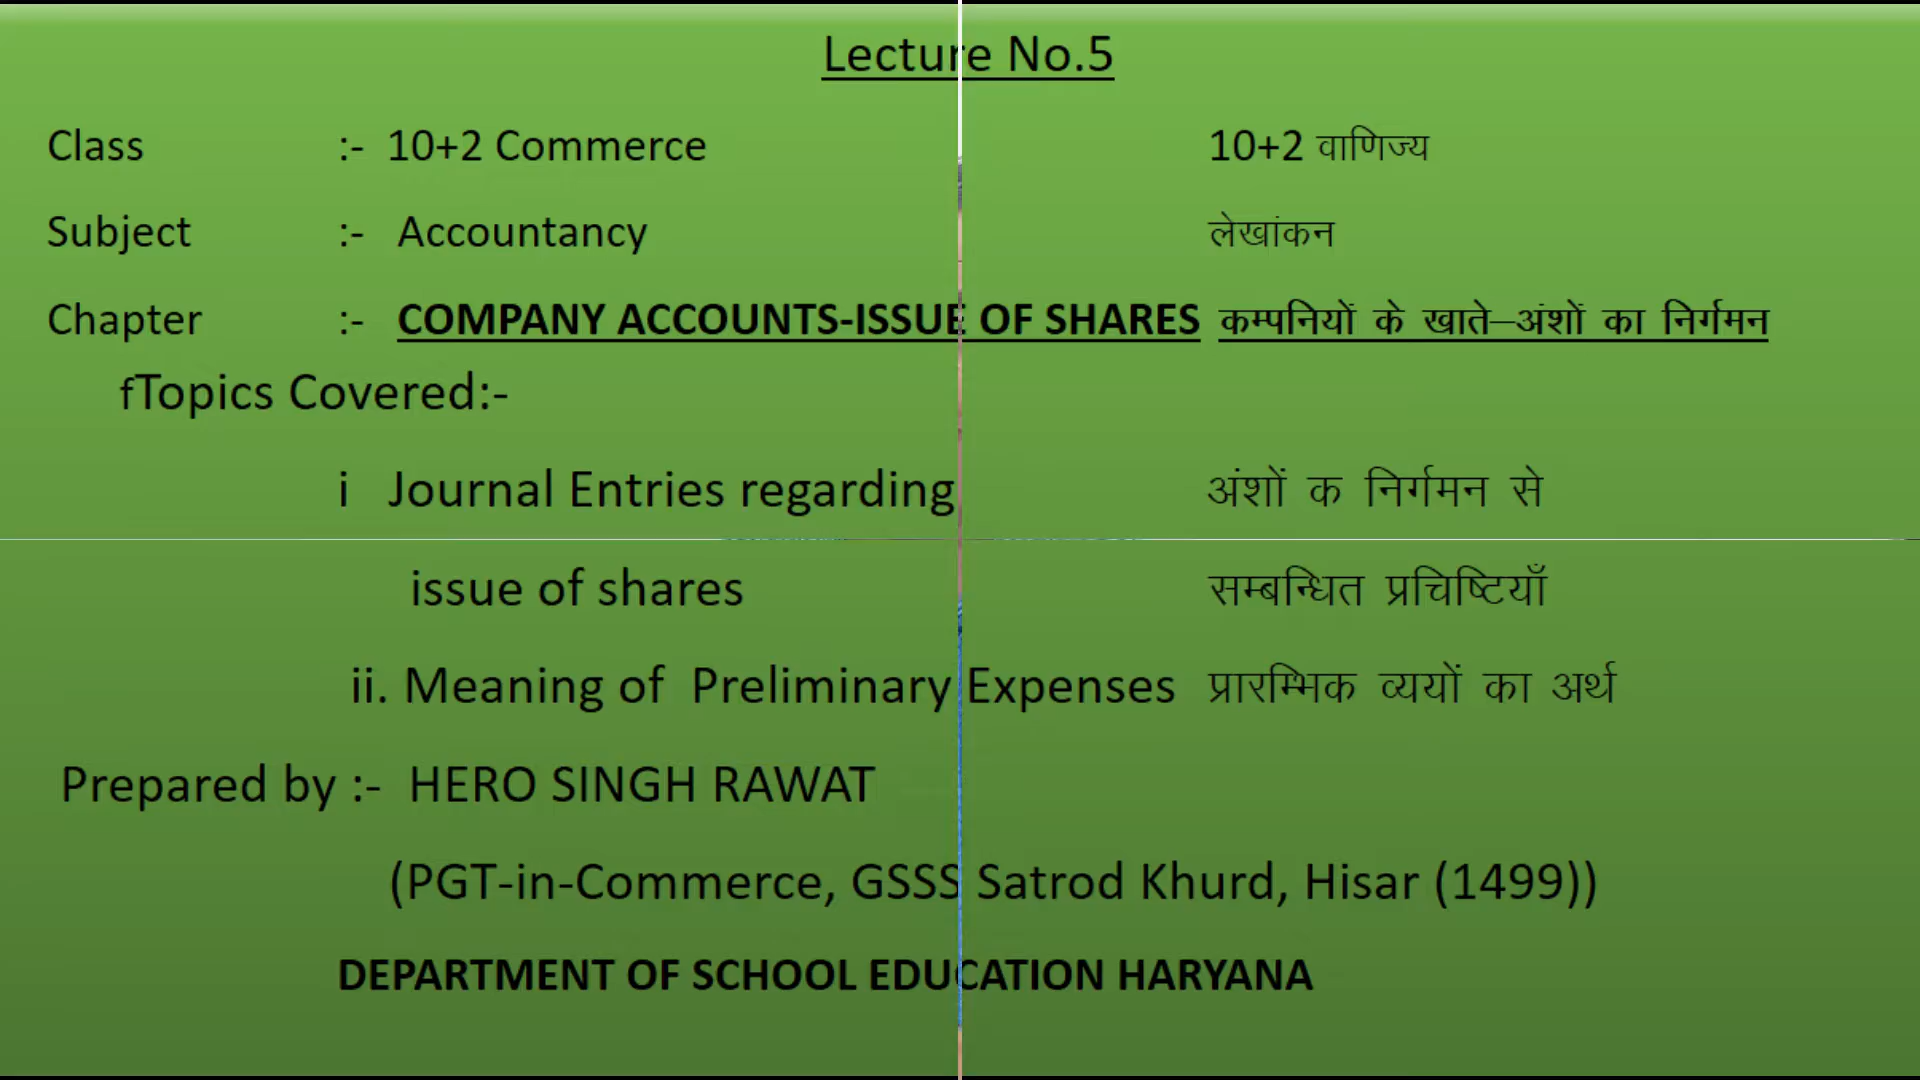 Lecture No.5
Class :- 10+2 Commerce 10+2 वाणिज्य
Subject :- Accountancy लेखांकन
Chapter :- COMPANY ACCOUNTS-ISSUE OF SHARES कम्पनियों के खाते–अंशों का निर्गमन
fTopics Covered:-
i Journal Entries regarding अंशों क निर्गमन से
issue of shares सम्बन्धित प्रचिष्टियाँ
ii. Meaning of Preliminary Expenses प्रारम्भिक व्ययों का अर्थ
Prepared by :- HERO SINGH RAWAT
(PGT-in-Commerce, GSSS Satrod Khurd, Hisar (1499))
DEPARTMENT OF SCHOOL EDUCATION HARYANA